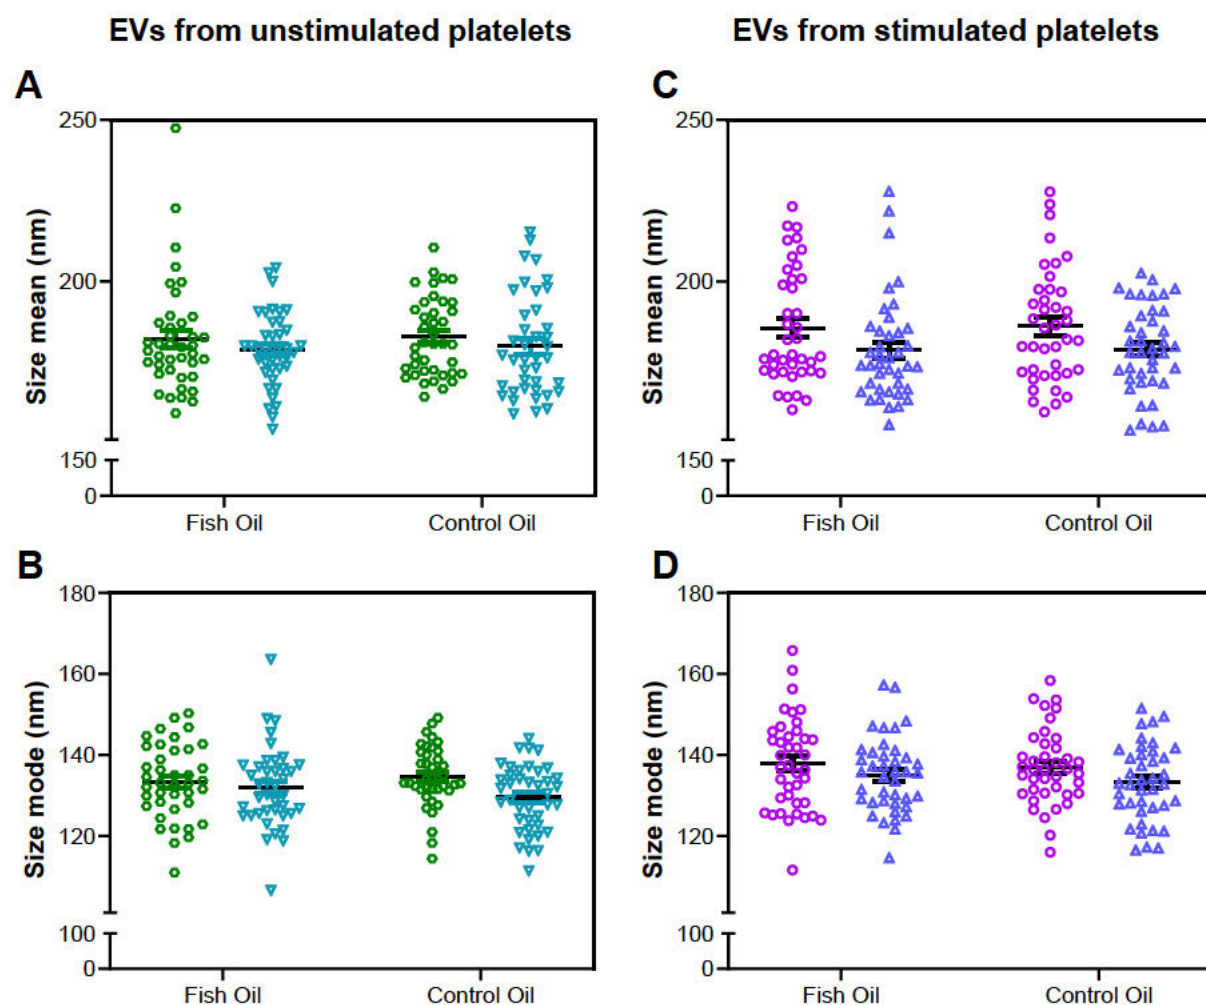 EVs from unstimulated platelets
EVs from stimulated platelets
A
250
200
150
0
Size mean (nm)
Fish Oil
Control Oil
C
250
200
150
0
Size mean (nm)
Fish Oil
Control Oil
B
180
160
140
120
100
0
Size mode (nm)
Fish Oil
Control Oil
D
180
160
140
120
100
0
Size mode (nm)
Fish Oil
Control Oil